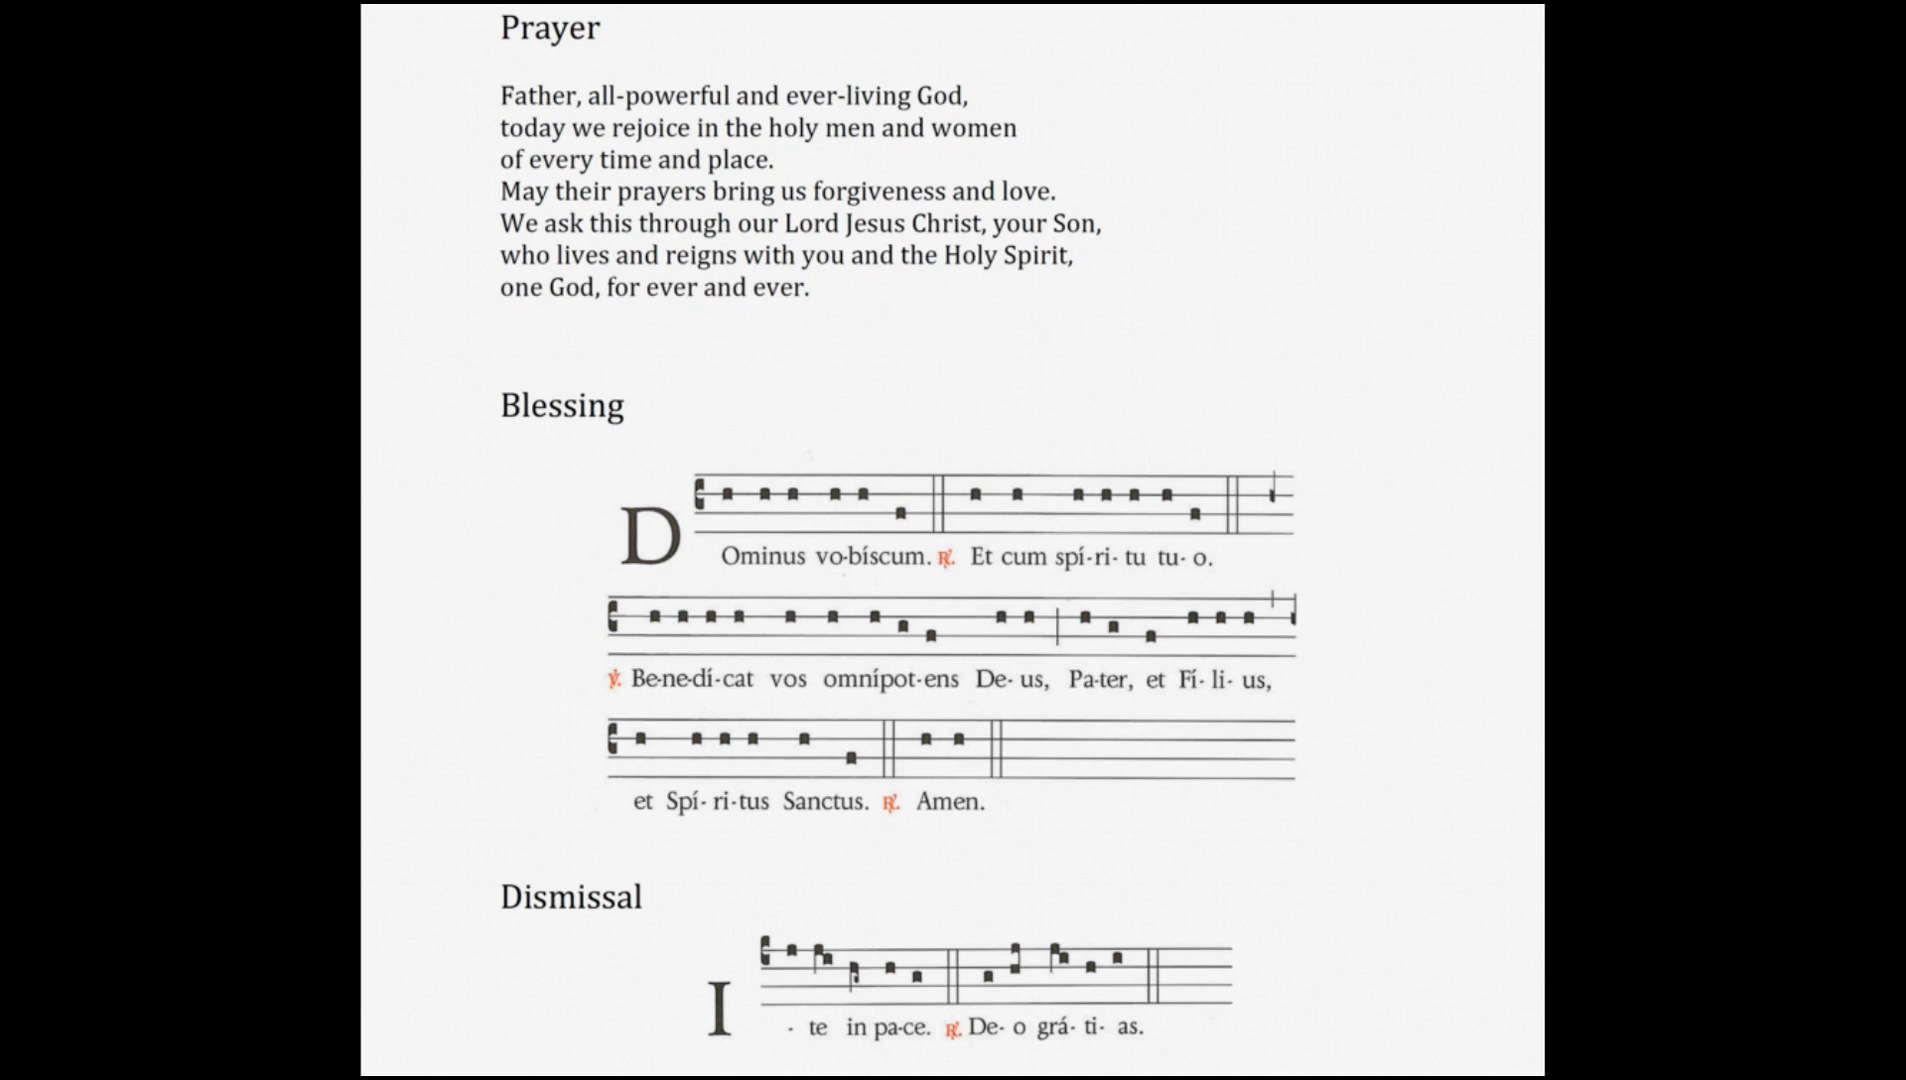 Prayer
Father, all-powerful and ever-living God,
today we rejoice in the holy men and women
of every time and place.
May their prayers bring us forgiveness and love.
We ask this through our Lord Jesus Christ, your Son,
who lives and reigns with you and the Holy Spirit,
one God, for ever and ever.
Blessing
DOminus vo-bíscum. ℟. Et cum spí-ri- tu tu- o.
℣. Be-ne-dí-cat vos omnípot-ens De- us, Pa-ter, et Fí- li- us,
et Spí- ri-tus Sanctus. ℟. Amen.
Dismissal
I - te in pa-ce. ℟. De- o grá- ti- as.